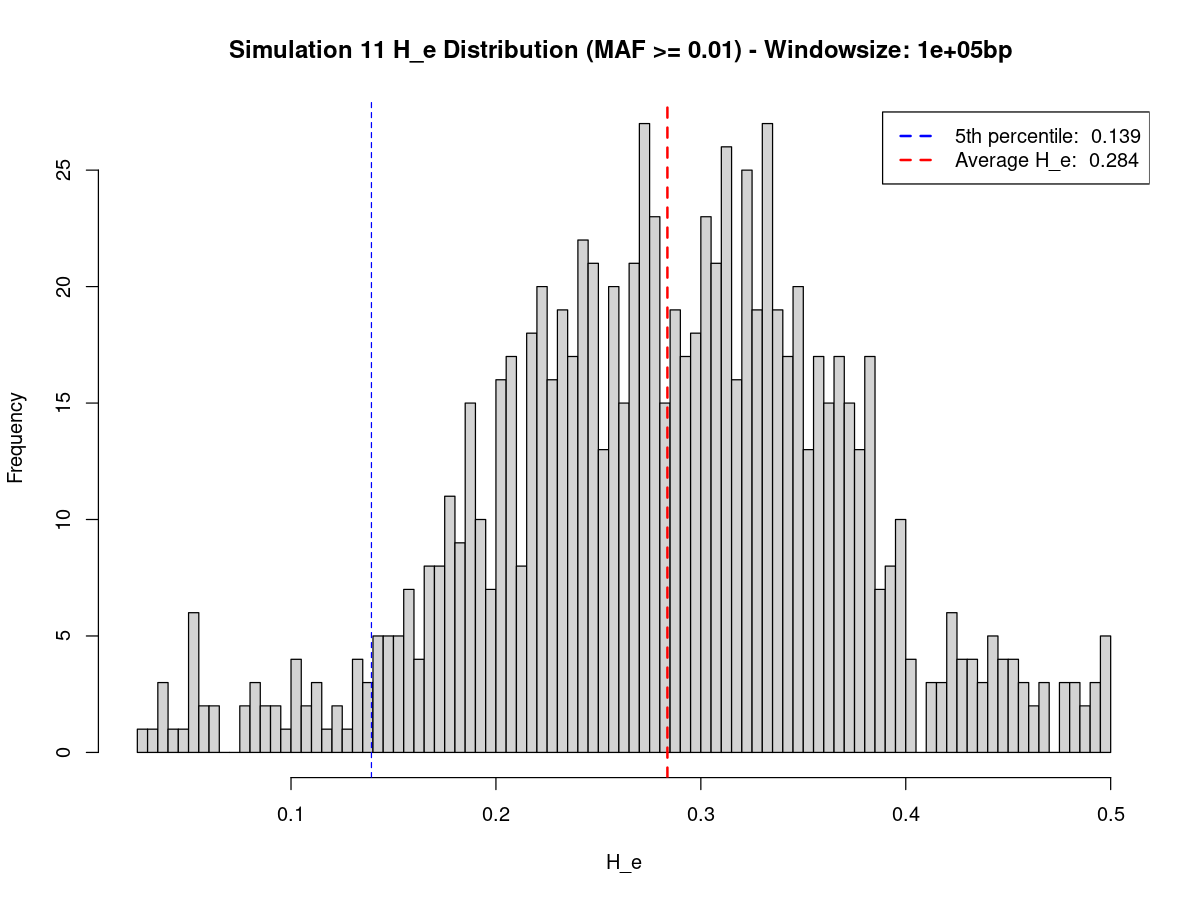 Simulation 11 H_e Distribution (MAF >= 0.01) - Windowsize: 1e+05bp
5th percentile:  0.139
Average H_e:  0.284
Frequency
25
20
15
10
5
0
0.1
0.2
0.3
0.4
0.5
H_e